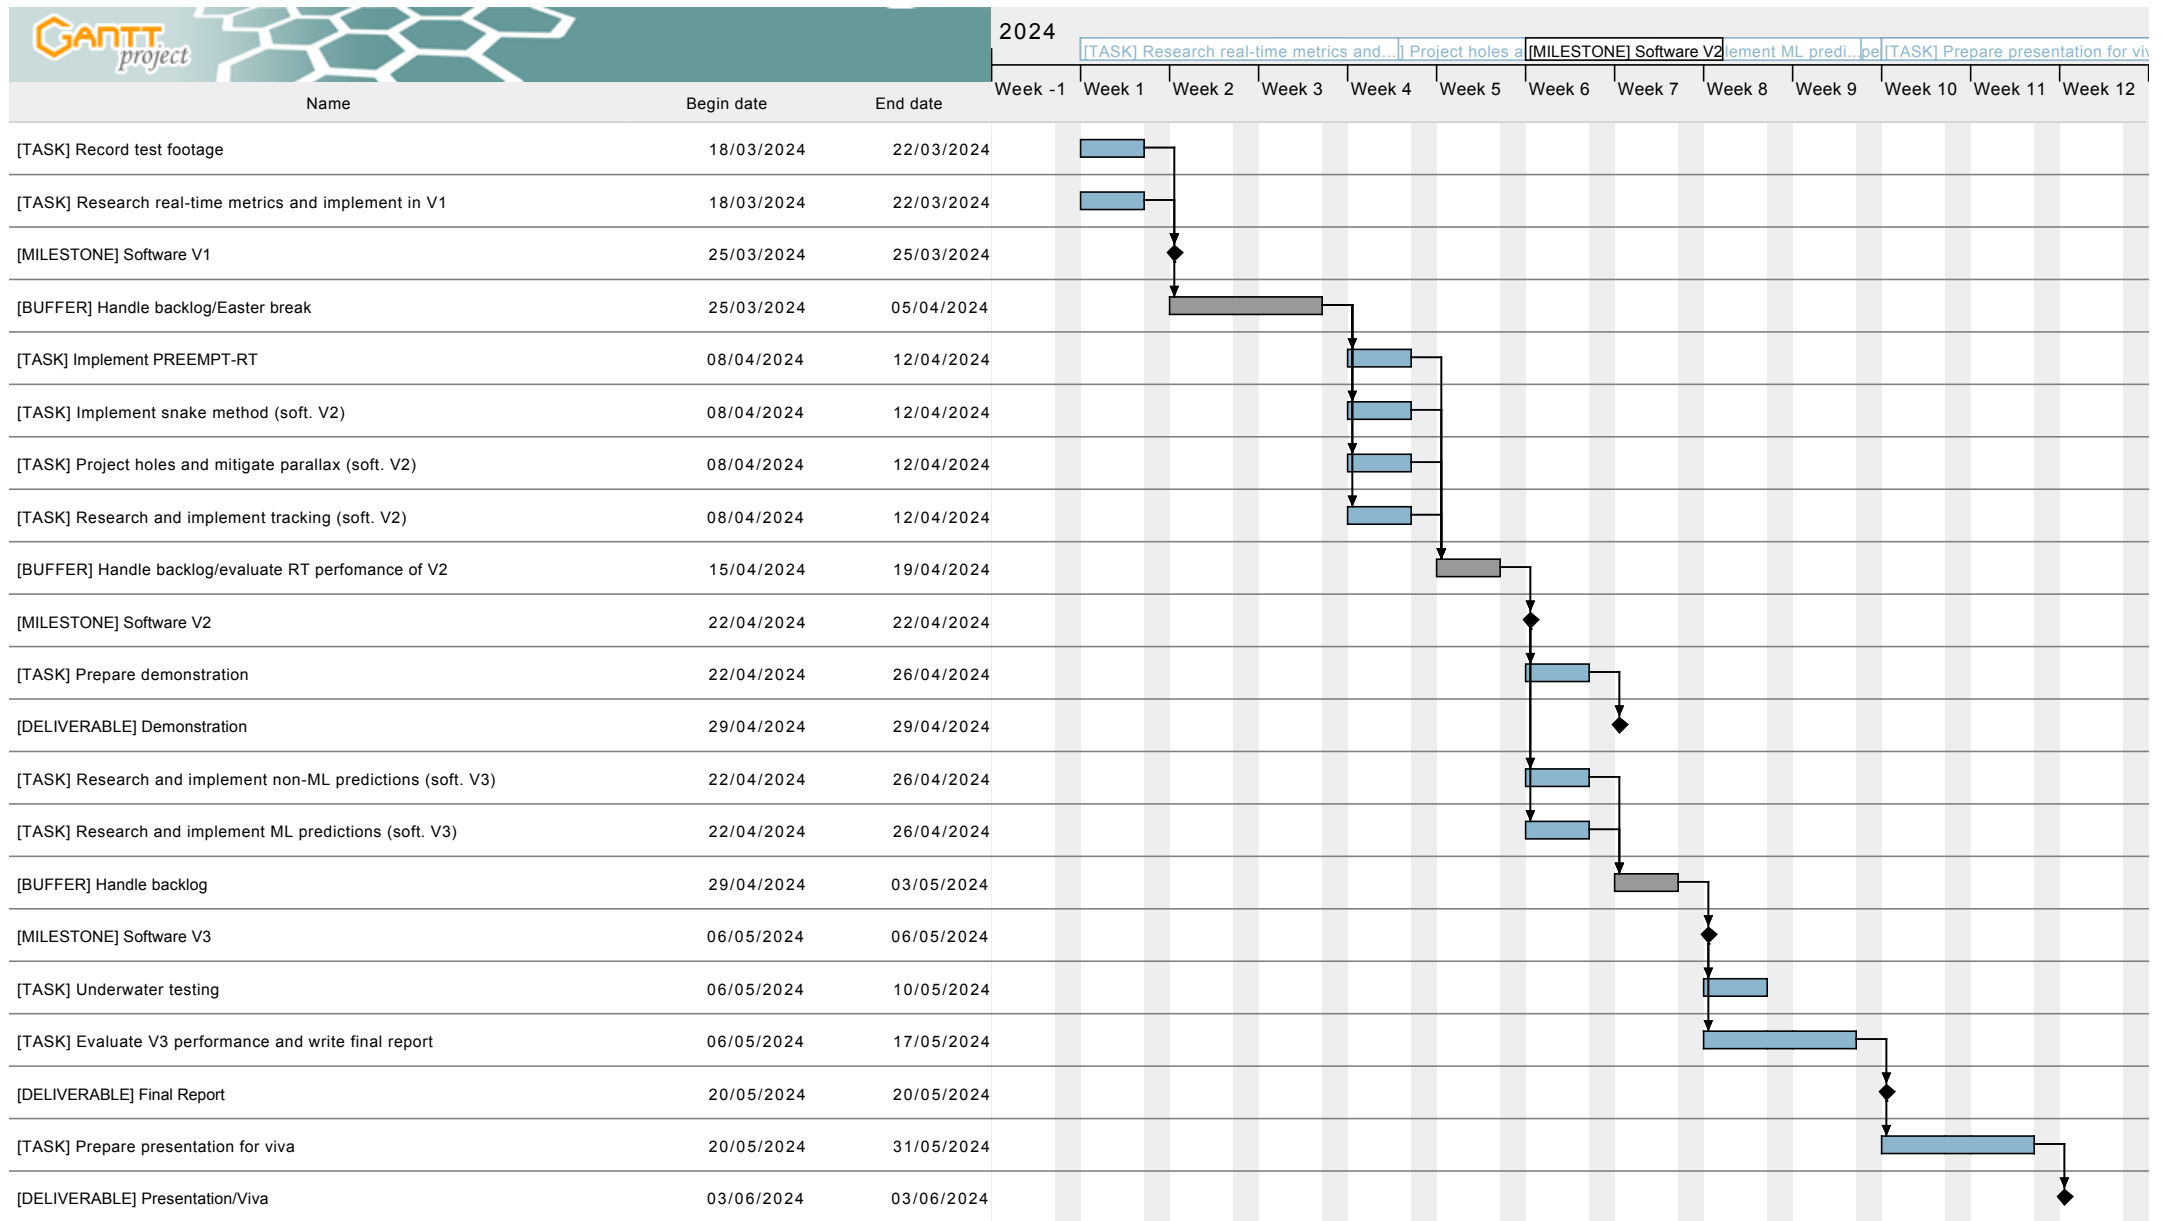 GANTT
project
2024
[TASK] Research real-time metrics and...
] Project holes a
[MILESTONE] Software V2
lement ML predi...
pe
[TASK] Prepare presentation for viv
Week -1 Week 1 Week 2 Week 3 Week 4 Week 5 Week 6 Week 7 Week 8 Week 9 Week 10 Week 11 Week 12
Name Begin date End date
[TASK] Record test footage 18/03/2024 22/03/2024
[TASK] Research real-time metrics and implement in V1 18/03/2024 22/03/2024
[MILESTONE] Software V1 25/03/2024 25/03/2024
[BUFFER] Handle backlog/Easter break 25/03/2024 05/04/2024
[TASK] Implement PREEMPT-RT 08/04/2024 12/04/2024
[TASK] Implement snake method (soft. V2) 08/04/2024 12/04/2024
[TASK] Project holes and mitigate parallax (soft. V2) 08/04/2024 12/04/2024
[TASK] Research and implement tracking (soft. V2) 08/04/2024 12/04/2024
[BUFFER] Handle backlog/evaluate RT perfomance of V2 15/04/2024 19/04/2024
[MILESTONE] Software V2 22/04/2024 22/04/2024
[TASK] Prepare demonstration 22/04/2024 26/04/2024
[DELIVERABLE] Demonstration 29/04/2024 29/04/2024
[TASK] Research and implement non-ML predictions (soft. V3) 22/04/2024 26/04/2024
[TASK] Research and implement ML predictions (soft. V3) 22/04/2024 26/04/2024
[BUFFER] Handle backlog 29/04/2024 03/05/2024
[MILESTONE] Software V3 06/05/2024 06/05/2024
[TASK] Underwater testing 06/05/2024 10/05/2024
[TASK] Evaluate V3 performance and write final report 06/05/2024 17/05/2024
[DELIVERABLE] Final Report 20/05/2024 20/05/2024
[TASK] Prepare presentation for viva 20/05/2024 31/05/2024
[DELIVERABLE] Presentation/Viva 03/06/2024 03/06/2024